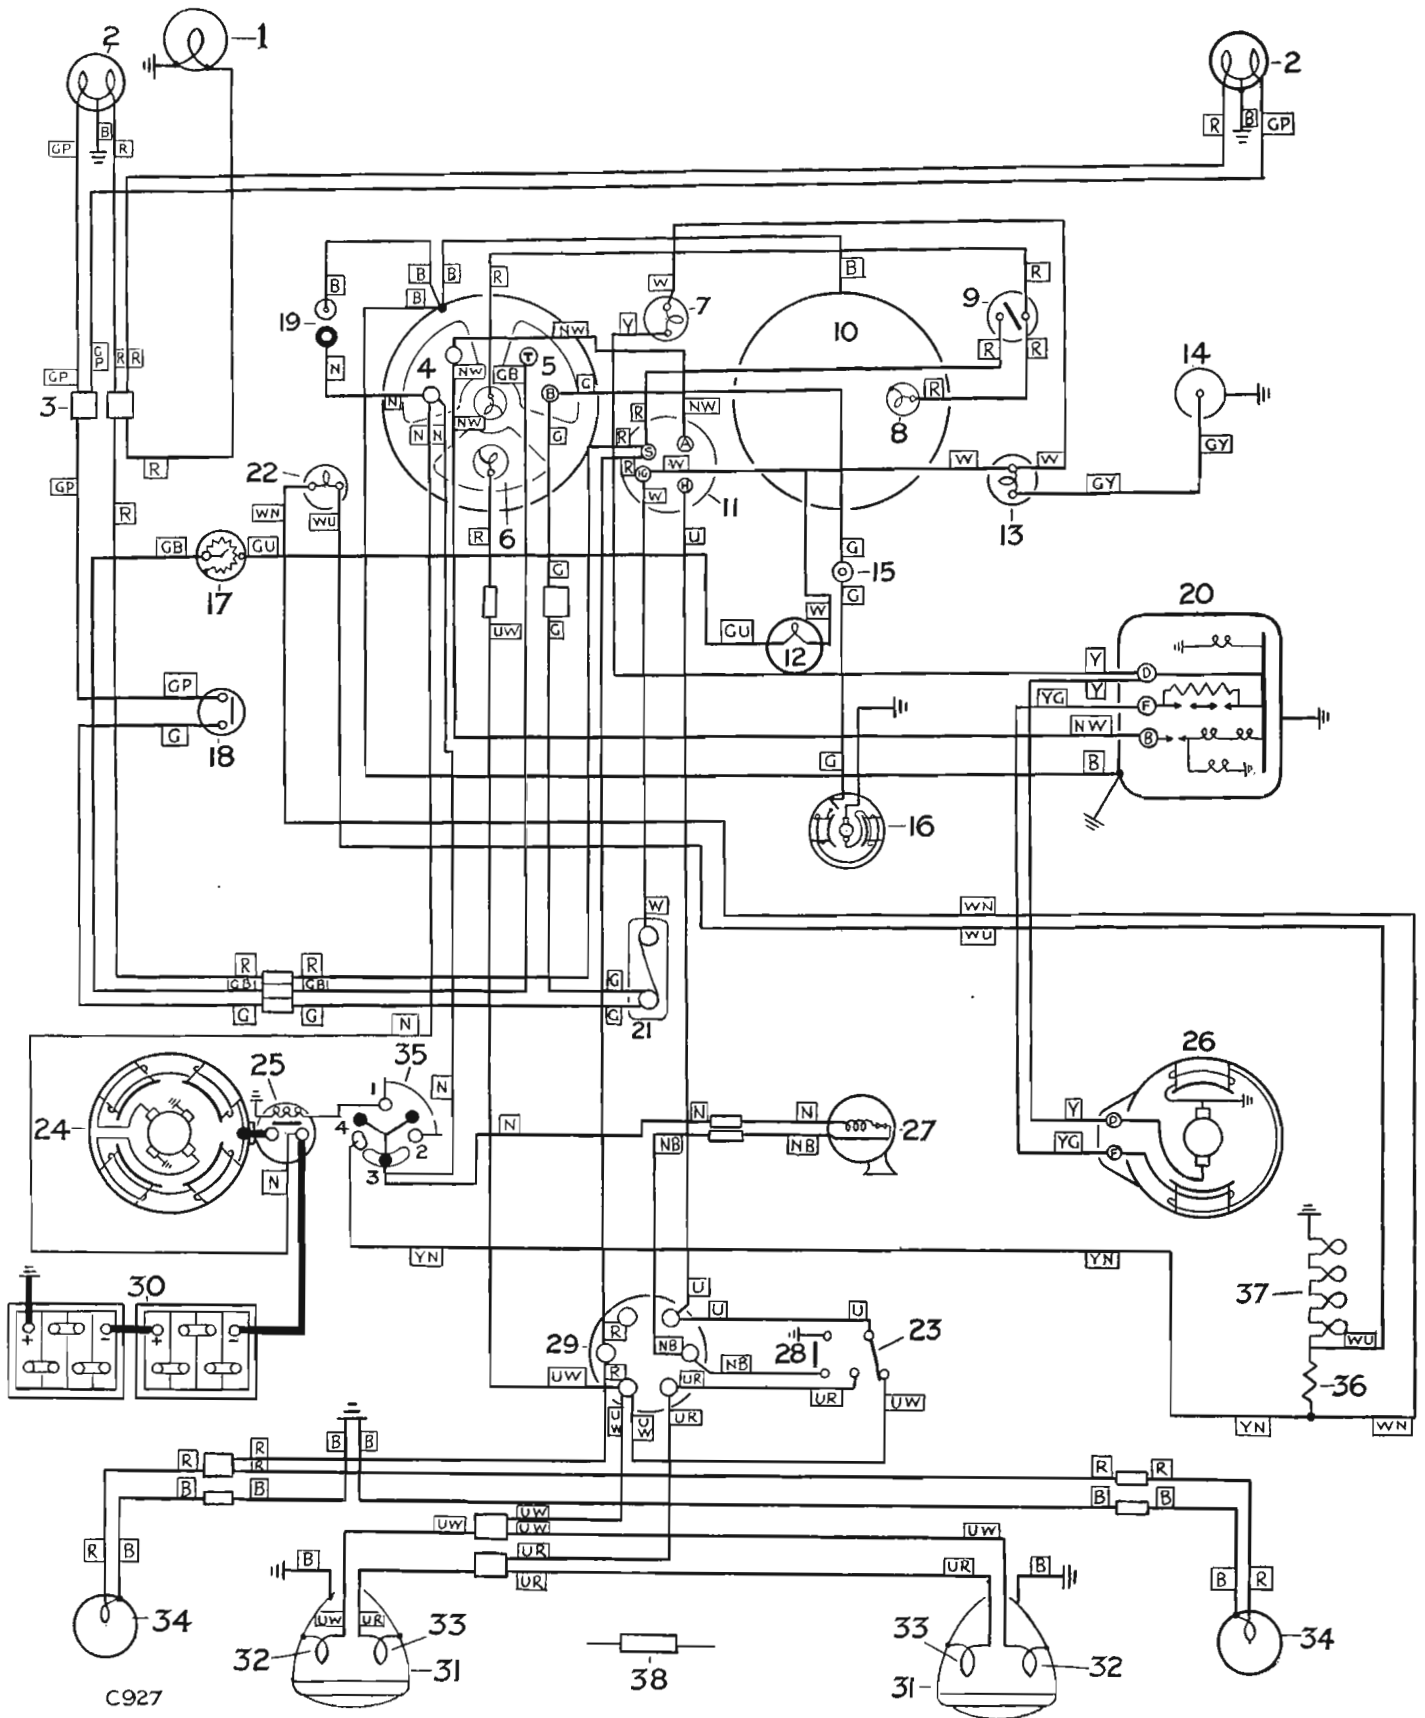 2
1
2
B
GP
R
R
B
GP
B
B
B
R
W
B
R
B
19
4
NW
T
5
Y
7
10
9
R
R
14
G P
R
R
GP
3
N
N
NW
GB
B
G
NW
R
8
R
N
N
NW
G
R
R
S
A
W
W
W
GY
R
22
R
IG
W
H
11
GY
13
GP
R
WN
WU
R
6
U
G
15
G
GB
GU
17
G
UW
G
GU
12
W
20
Y
Y
D
YG
F
NW
B
B
GP
G
18
G
16
W
WN
WU
R
R
GB
GB
G
G
G
G
21
N
35
25
24
1
4
2
3
N
N
N
N
NB
NB
27
N
26
Y
D
YG
F
YN
YN
30
+
-
+
-
37
WU
36
YN
WN
U
U
U
R
29
NB
NB
28
23
UW
R
UR
UR
UW
UW
UW
UR
B
B
R
R
R
B
B
R
R
B
B
UW
UW
UW
UW
UR
UR
UR
R
B
B
B
B
R
34
UW
UR
33
32
31
38
33
31
32
34
C927